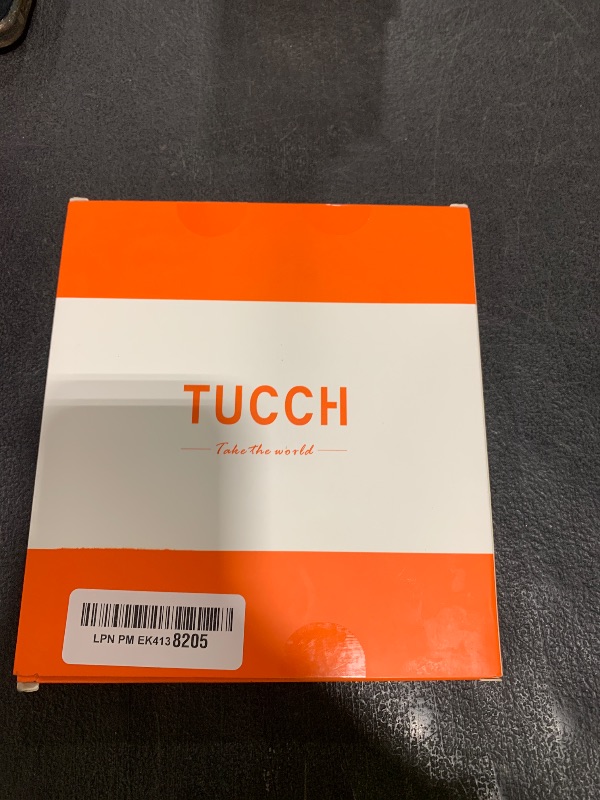 TUCCH
Take the world
LPN PM EK4138205